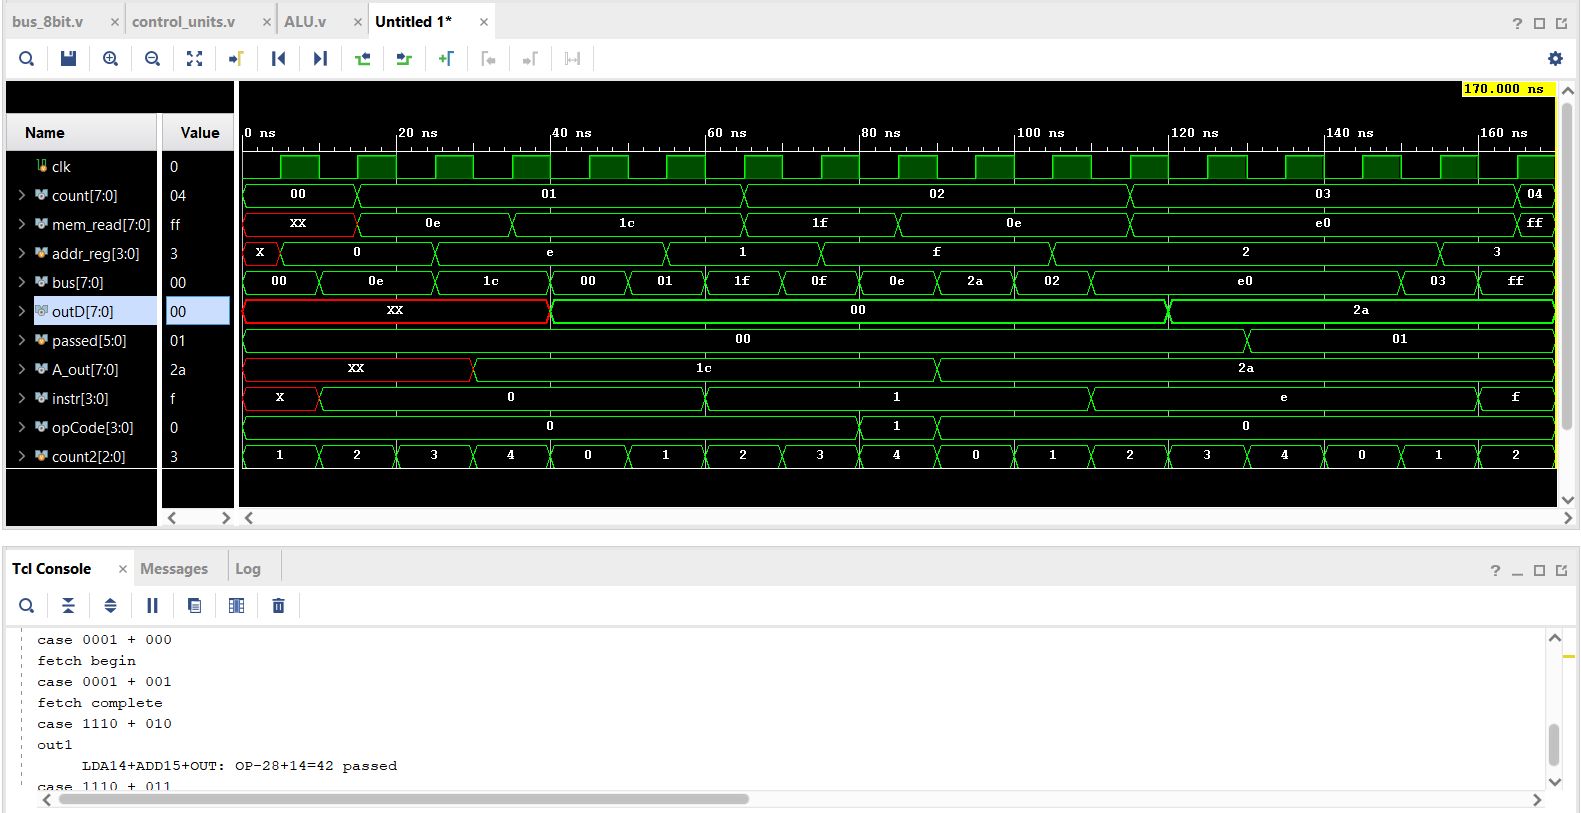 bus_8bit.v × control_units.v × ALU.v × Untitled 1* ×
170.000 ns
Name Value
0 ns 20 ns 40 ns 60 ns 80 ns 100 ns 120 ns 140 ns 160 ns
clk 0
count[7:0] 04 00 01 02 03 04
mem_read[7:0] ff XX 0e 1c 1f 0e e0 ff
addr_reg[3:0] 3 X 0 e 1 f 2 3
bus[7:0] 00 00 0e 1c 00 01 1f 0f 0e 2a 02 e0 03 ff
outD[7:0] 00 XX 00 2a
passed[5:0] 01 00 01
A_out[7:0] 2a XX 1c 2a
instr[3:0] f X 0 1 e f
opCode[3:0] 0 0 1 0
count2[2:0] 3 1 2 3 4 0 1 2 3 4 0 1 2 3 4 0 1 2
Tcl Console × Messages Log
case 0001 + 000
fetch begin
case 0001 + 001
fetch complete
case 1110 + 010
out1
LDA14+ADD15+OUT: OP-28+14=42 passed
case 1110 + 011